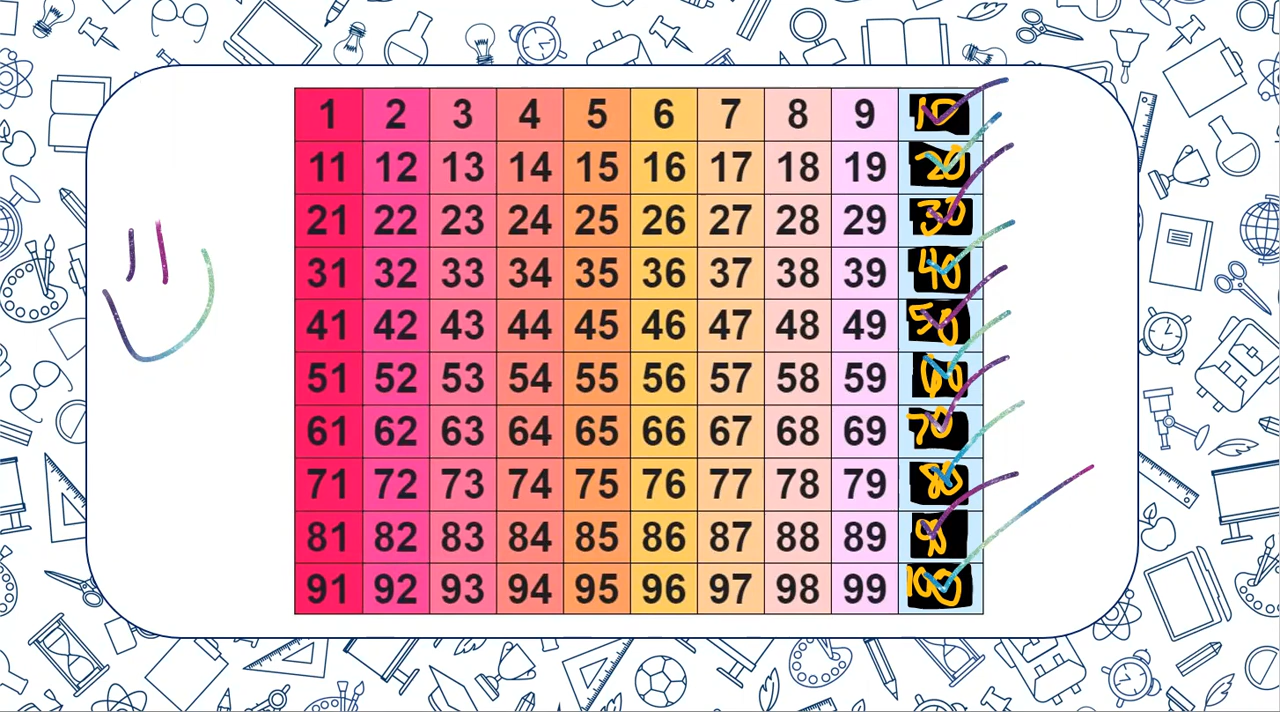 1 2 3 4 5 6 7 8 9 10
11 12 13 14 15 16 17 18 19 20
21 22 23 24 25 26 27 28 29 30
31 32 33 34 35 36 37 38 39 40
41 42 43 44 45 46 47 48 49 50
51 52 53 54 55 56 57 58 59 60
61 62 63 64 65 66 67 68 69 70
71 72 73 74 75 76 77 78 79 80
81 82 83 84 85 86 87 88 89 90
91 92 93 94 95 96 97 98 99 100